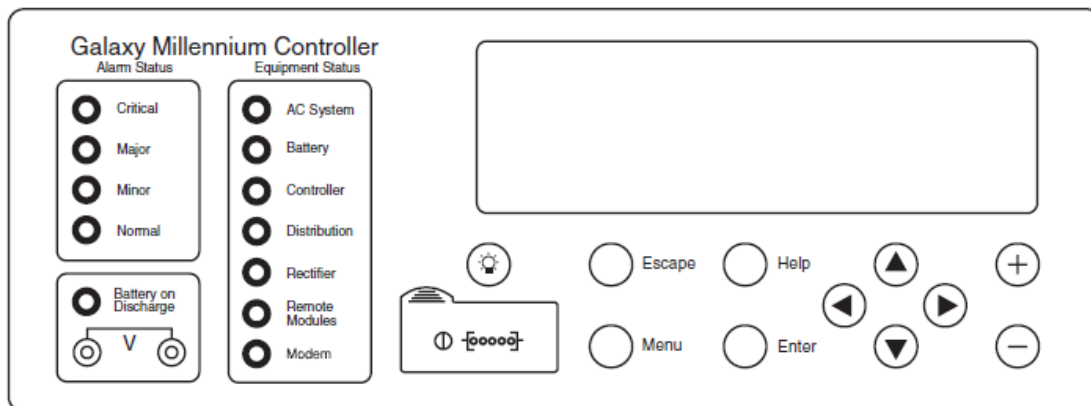 Galaxy Millennium Controller
Alarm Status
Critical
Major
Minor
Normal
Battery on
Discharge
V
Equipment Status
AC System
Battery
Controller
Distribution
Rectifier
Remote
Modules
Modem
Escape
Help
Menu
Enter
+
−